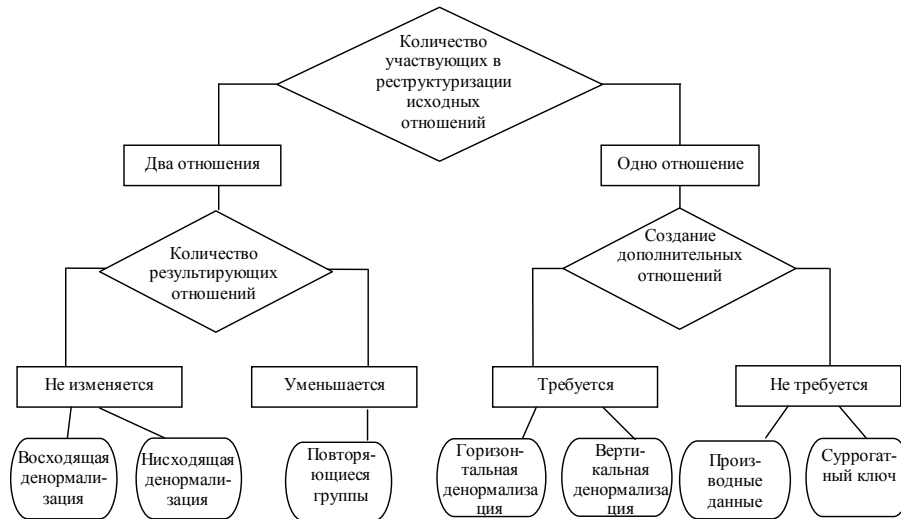 Количество
участвующих в
реструктуризации
исходных
отношений
Два отношения
Одно отношение
Количество
результирующих
отношений
Создание
дополнительных
отношений
Не изменяется
Уменьшается
Требуется
Не требуется
Восходящая
денормали-
зация
Нисходящая
денормали-
зация
Повторя-
ющиеся
группы
Горизон-
тальная
денормализа
ция
Верти-
кальная
денормализа
ция
Произ-
водные
данные
Суррогат-
ный ключ